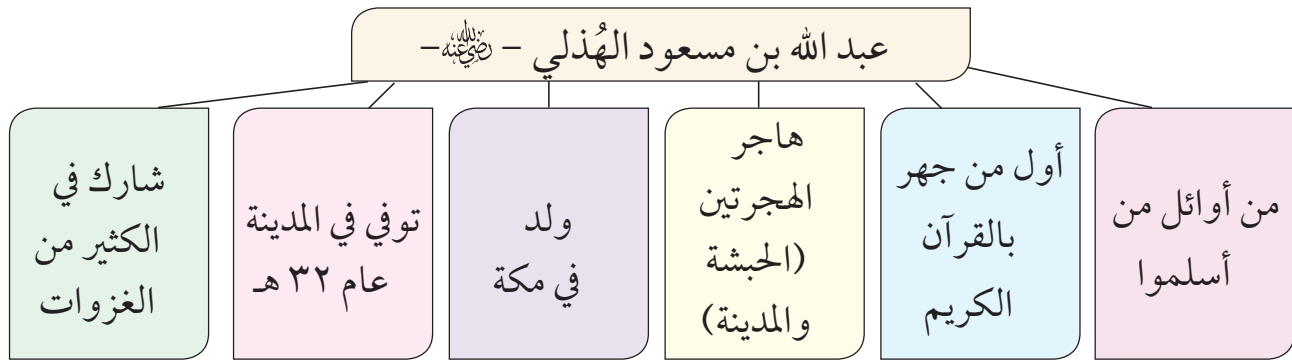 عبد الله بن مسعود الهُذلي - رضي الله عنه -
من أوائل من
أسلموا
أول من جهر
بالقرآن
الكريم
هاجر
الهجرتين
(الحبشة
والمدينة)
ولد
في مكة
توفي في المدينة
عام ٣٢ هـ
شارك في
الكثير من
الغزوات